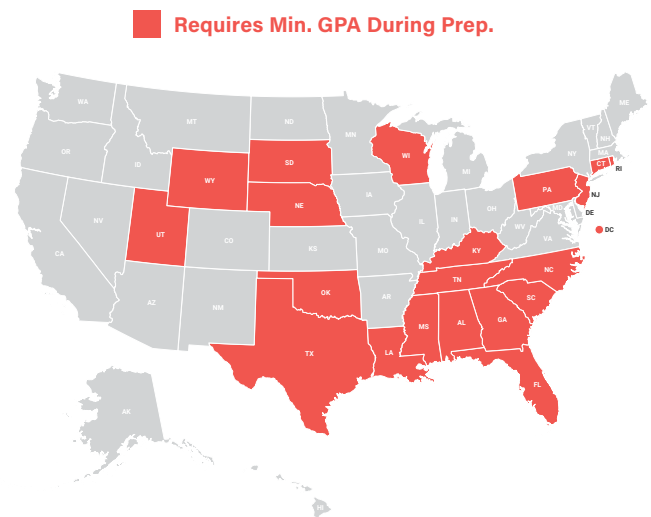 Requires Min. GPA During Prep.
WA
MT
ND
MN
ME
OR
ID
SD
WI
MI
VT
NH
NY
MA
CT
RI
WY
NE
IA
PA
NJ
NV
UT
CO
IL
IN
OH
DE
DC
WV
VA
CA
KS
MO
KY
NC
AZ
NM
OK
AR
TN
SC
TX
LA
MS
AL
GA
FL
AK
HI